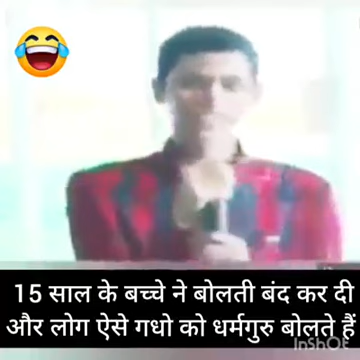 15 साल के बच्चे ने बोलती बंद कर दी
और लोग ऐसे गधो को धर्मगुरु बोलते हैं
InShOt